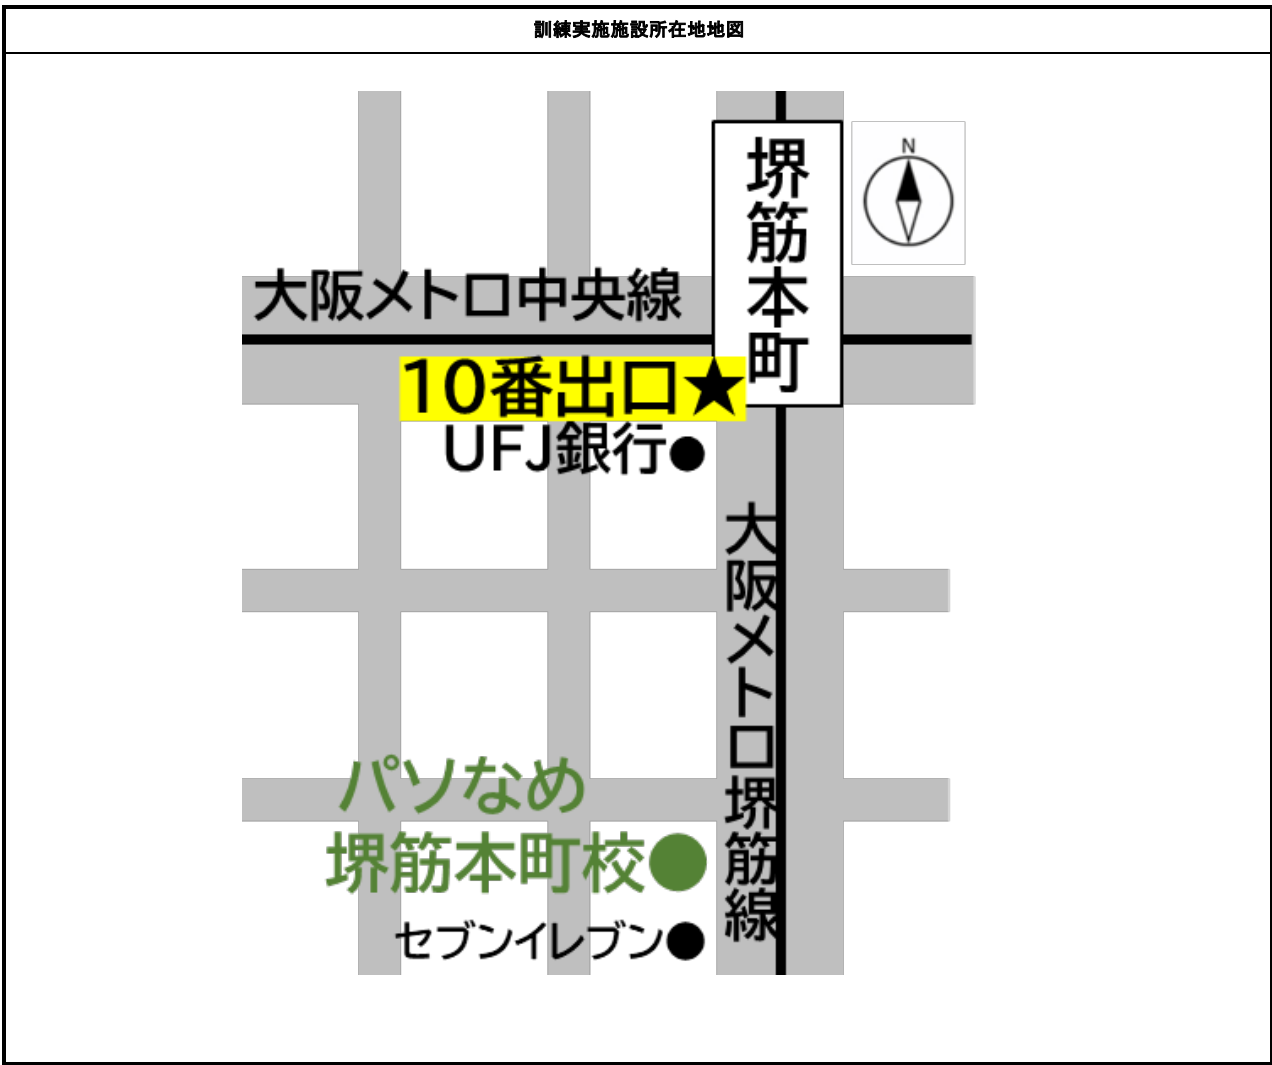 訓練実施施設所在地地図
堺筋本町
N
大阪メトロ中央線
10番出口★
UFJ銀行●
大阪メトロ堺筋線
パソなめ
堺筋本町校●
セブンイレブン●